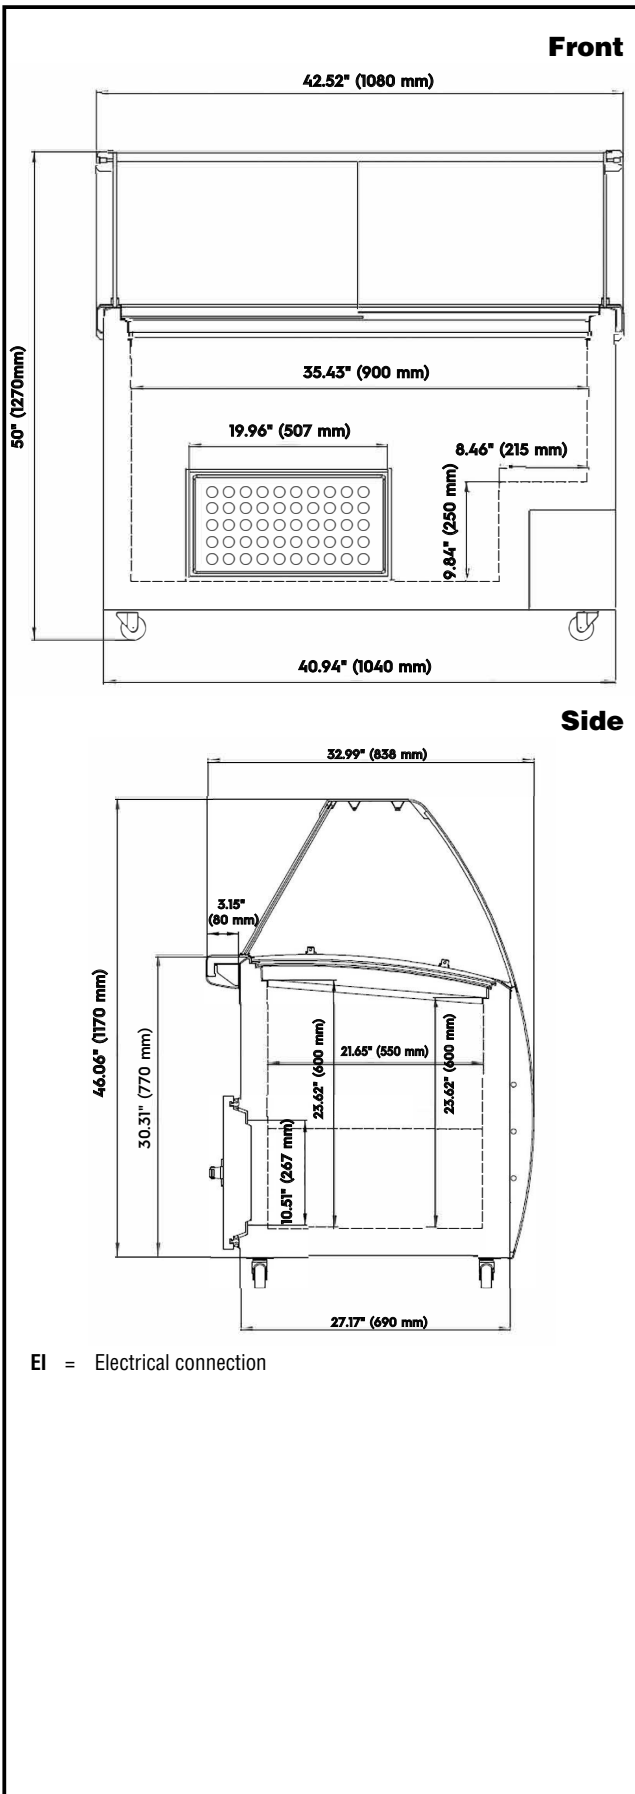 Front
42.52" (1080 mm)
50" (1270mm)
35.43" (900 mm)
19.96" (507 mm)
8.46" (215 mm)
9.84" (250 mm)
40.94" (1040 mm)
Side
32.99" (838 mm)
3.15"
(80 mm)
46.06" (1170 mm)
30.31" (770 mm)
21.65" (550 mm)
23.62" (600 mm)
23.62" (600 mm)
10.51" (267 mm)
27.17" (690 mm)
EI = Electrical connection